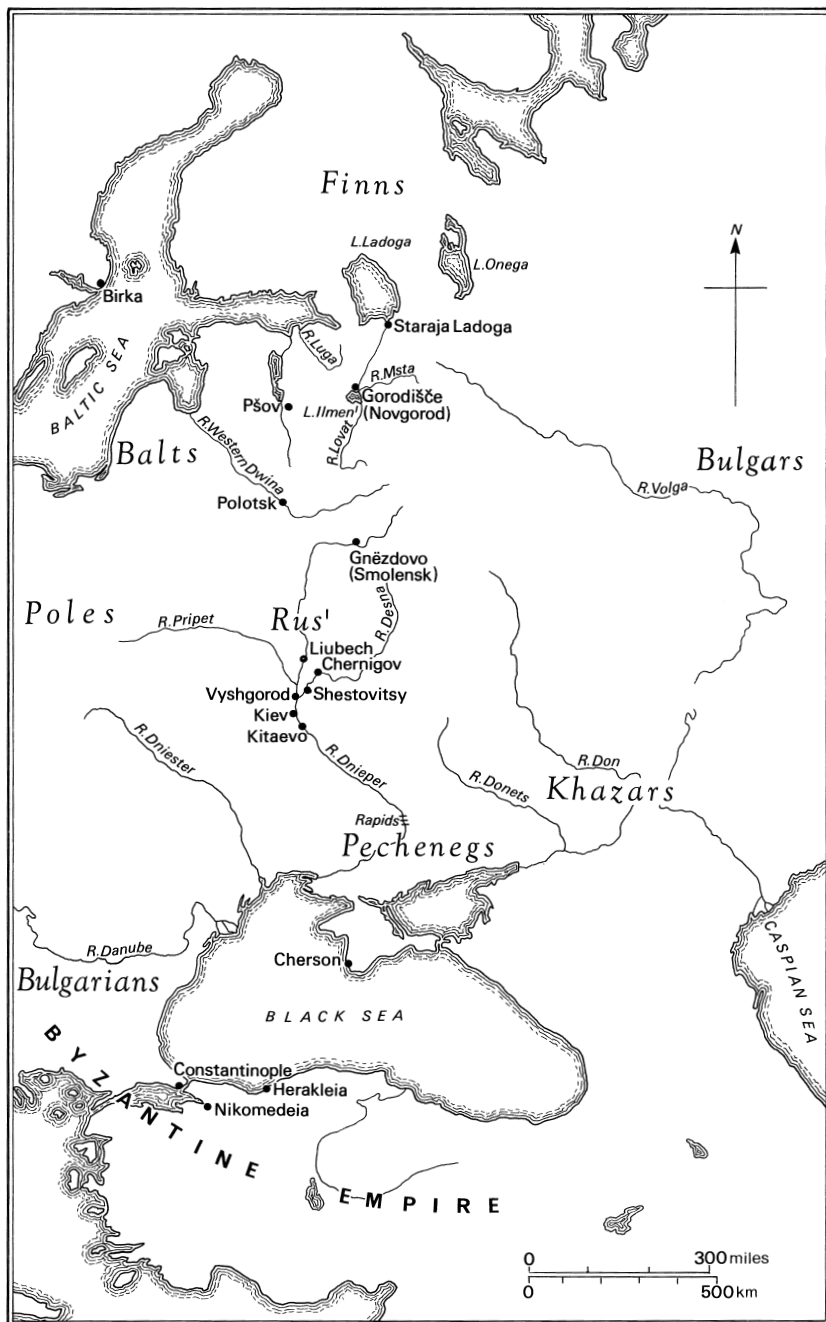 Finns
L.Ladoga
L.Onega
N
Birka
Staraja Ladoga
R.Luga
BALTIC SEA
R.Msta
Gorodišče
(Novgorod)
Pšov
L.Ilmen'
R.Lovat'
Balts
R.Western Dwina
Bulgars
R.Volga
Polotsk
Gnëzdovo
(Smolensk)
Poles
R.Pripet
Rus'
R.Desna
Liubech
Chernigov
Vyshgorod
Shestovitsy
Kiev
Kitaevo
R.Dniester
R.Dnieper
R.Don
R.Donets
Khazars
Rapids
Pechenegs
R.Danube
Cherson
CASPIAN SEA
Bulgarians
BLACK SEA
BYZANTINE EMPIRE
Constantinople
Herakleia
Nikomedeia
0 300 miles
0 500 km